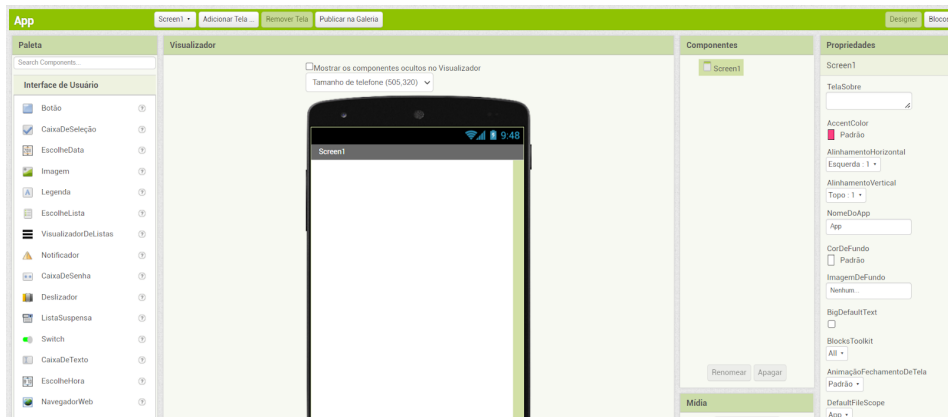 App
Screen1
Adicionar Tela ...
Remover Tela
Publicar na Galeria
Designer
Blocos
Paleta
Search Components...
Interface de Usuário
Botão
CaixaDeSeleção
EscolheData
Imagem
Legenda
EscolheLista
VisualizadorDeListas
Notificador
CaixaDeSenha
Deslizador
ListaSuspensa
Switch
CaixaDeTexto
EscolheHora
NavegadorWeb
Visualizador
Mostrar os componentes ocultos no Visualizador
Tamanho de telefone (505,320)
9:48
Screen1
Componentes
Screen1
Renomear
Apagar
Mídia
Propriedades
Screen1
TelaSobre
AccentColor
Padrão
AlinhamentoHorizontal
Esquerda : 1
AlinhamentoVertical
Topo : 1
NomeDoApp
App
CorDeFundo
Padrão
ImagemDeFundo
Nenhum...
BigDefaultText
BlocksToolkit
All
AnimaçãoFechamentoDeTela
Padrão
DefaultFileScope
App